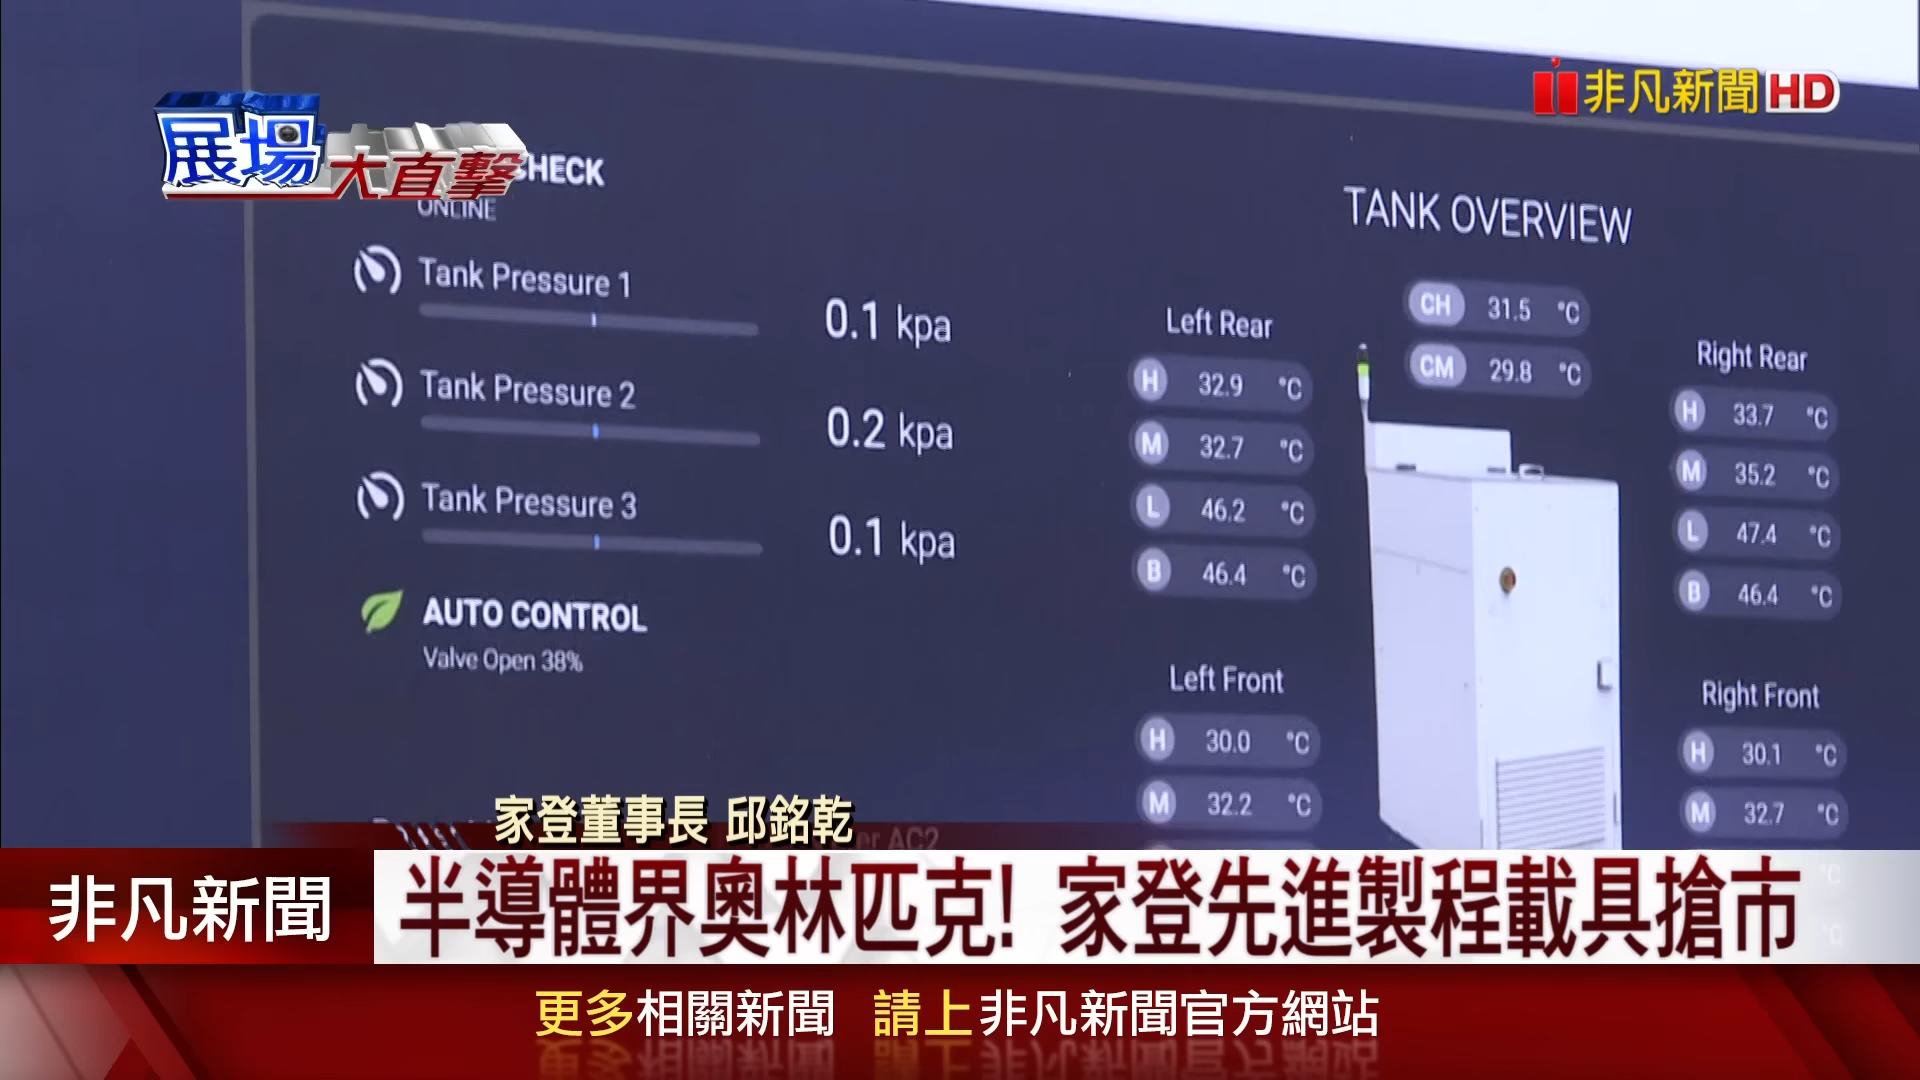 非凡新聞HD
展場大直擊
CHECK
ONLINE
Tank Pressure 1
0.1 kpa
Tank Pressure 2
0.2 kpa
Tank Pressure 3
0.1 kpa
AUTO CONTROL
Valve Open 38%
TANK OVERVIEW
CH 31.5 °C
CM 29.8 °C
Left Rear
H 32.9 °C
M 32.7 °C
L 46.2 °C
B 46.4 °C
Right Rear
H 33.7 °C
M 35.2 °C
L 47.4 °C
B 46.4 °C
Left Front
H 30.0 °C
M 32.2 °C
Right Front
H 30.1 °C
M 32.7 °C
AC2
家登董事長 邱銘乾
非凡新聞
半導體界奧林匹克! 家登先進製程載具搶市
更多相關新聞 請上非凡新聞官方網站